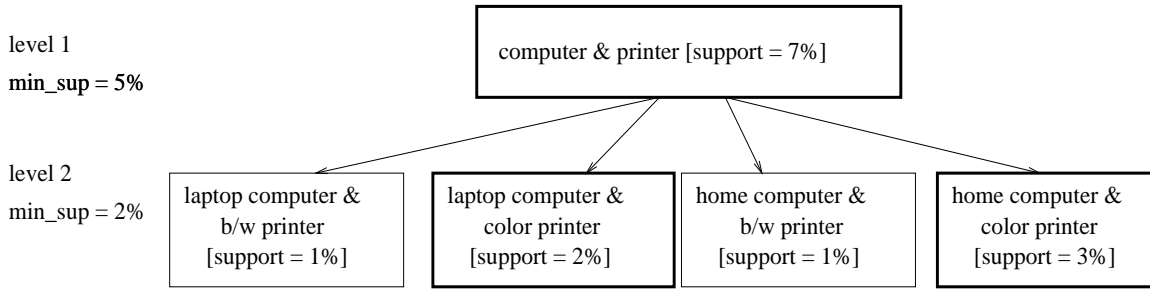 level 1
min_sup = 5%
computer & printer [support = 7%]
level 2
min_sup = 2%
laptop computer &
b/w printer
[support = 1%]
laptop computer &
color printer
[support = 2%]
home computer &
b/w printer
[support = 1%]
home computer &
color printer
[support = 3%]